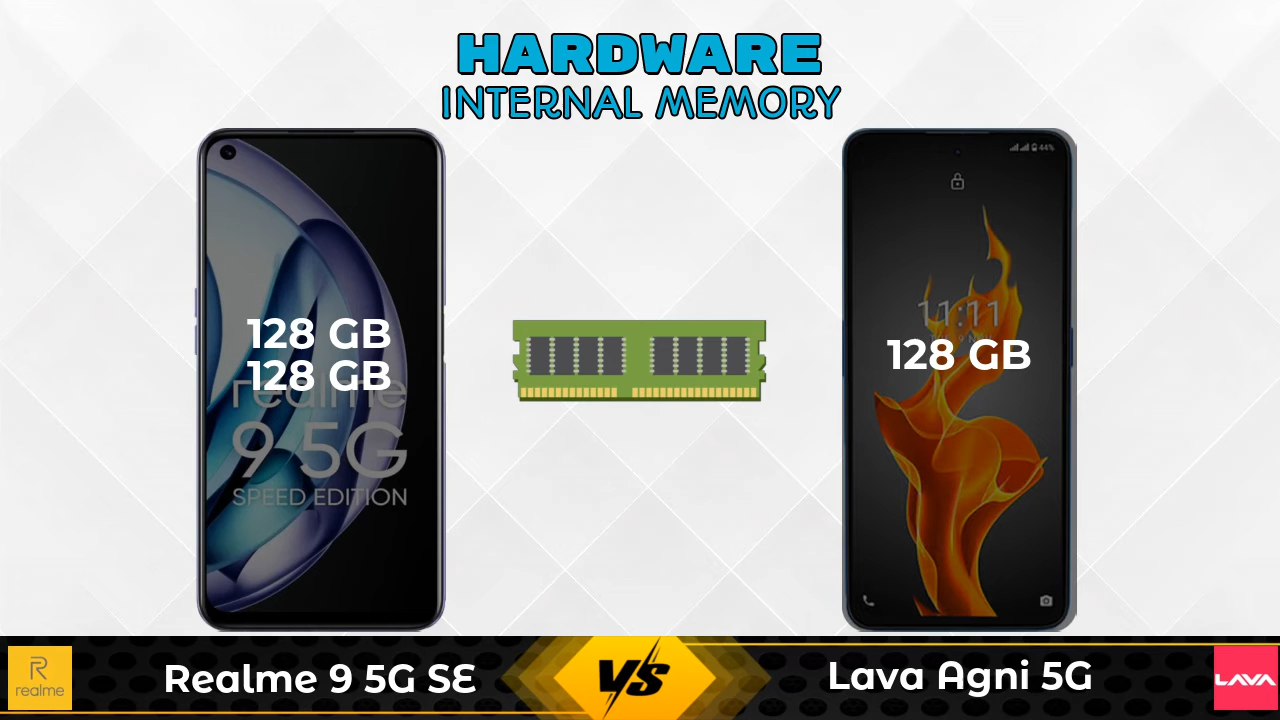 HARDWARE
INTERNAL MEMORY
44%
11:11
128 GB
128 GB
128 GB
realme
9 5G
SPEED EDITION
R
realme
Realme 9 5G SE
VS
Lava Agni 5G
LAVA